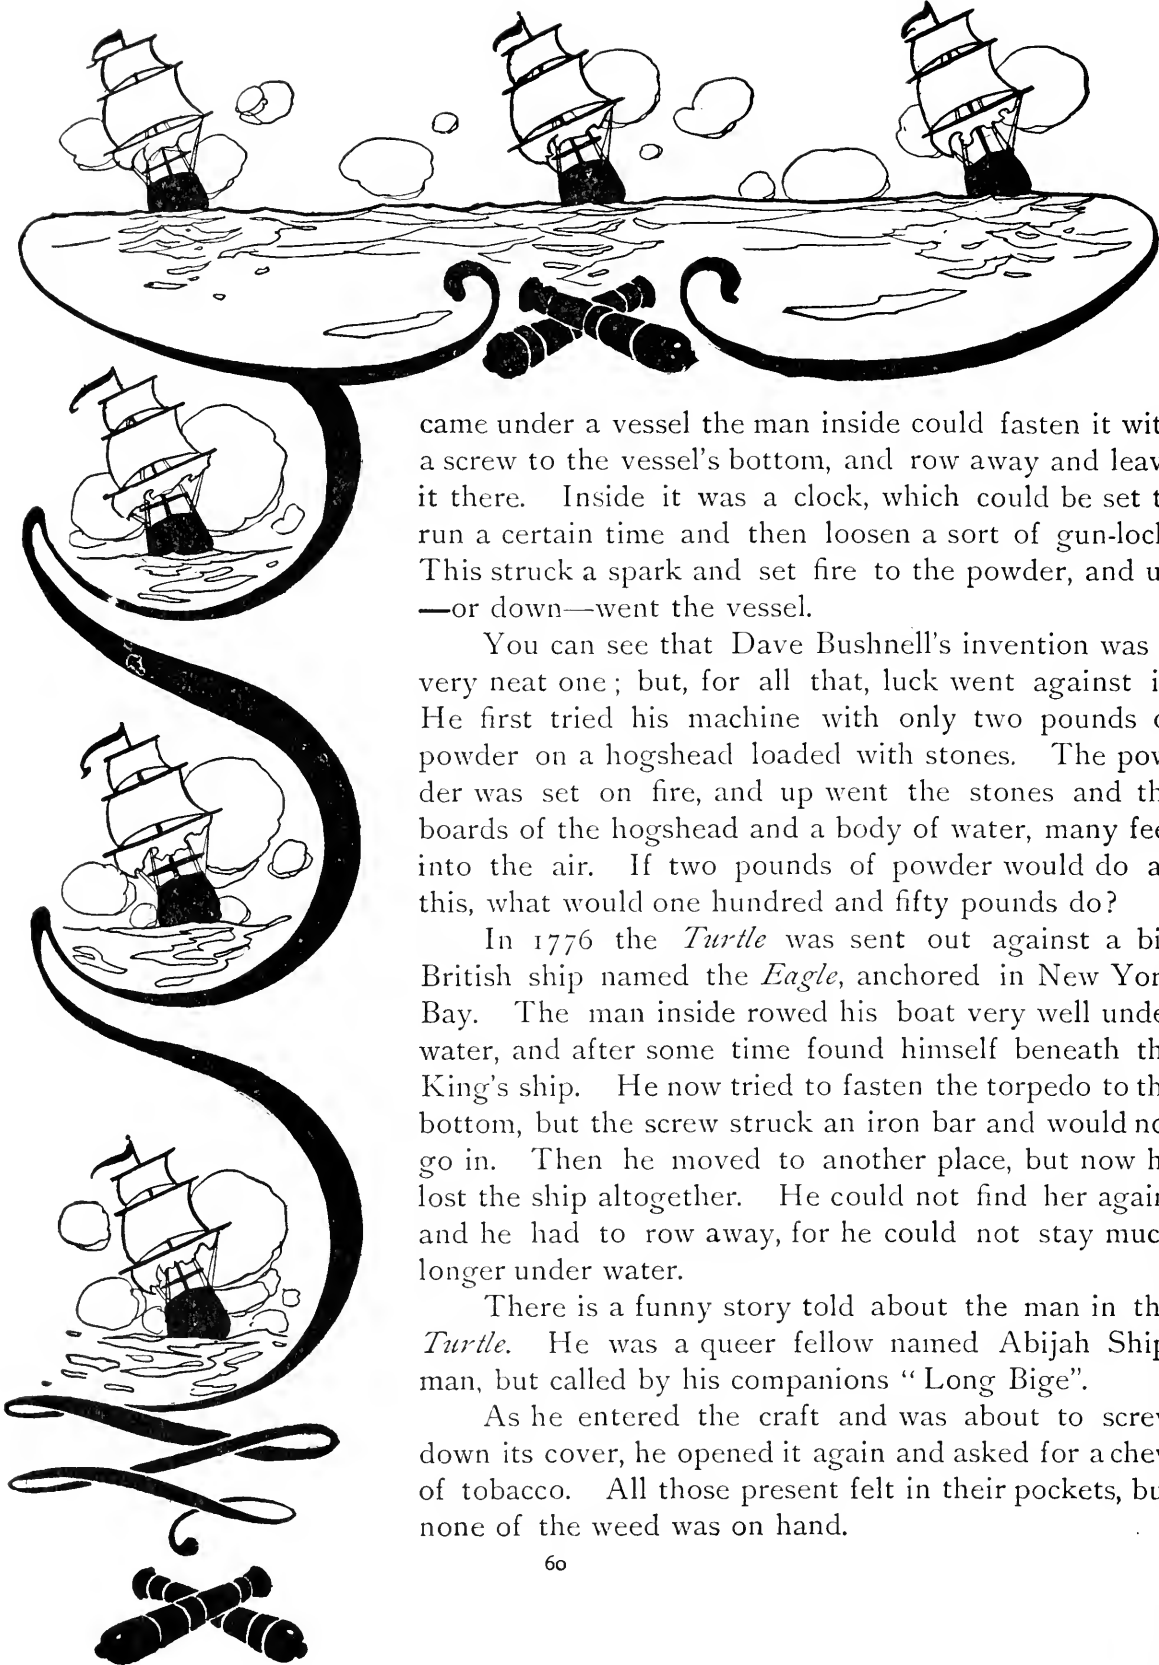 came under a vessel the man inside could fasten it wit
a screw to the vessel's bottom, and row away and leav
it there. Inside it was a clock, which could be set t
run a certain time and then loosen a sort of gun-loc
This struck a spark and set fire to the powder, and u
—or down—went the vessel.
You can see that Dave Bushnell's invention was
very neat one; but, for all that, luck went against i
He first tried his machine with only two pounds o
powder on a hogshead loaded with stones. The pow
der was set on fire, and up went the stones and th
boards of the hogshead and a body of water, many fee
into the air. If two pounds of powder would do a
this, what would one hundred and fifty pounds do?
In 1776 the Turtle was sent out against a bi
British ship named the Eagle, anchored in New Yor
Bay. The man inside rowed his boat very well unde
water, and after some time found himself beneath th
King's ship. He now tried to fasten the torpedo to th
bottom, but the screw struck an iron bar and would no
go in. Then he moved to another place, but now h
lost the ship altogether. He could not find her again
and he had to row away, for he could not stay muc
longer under water.
There is a funny story told about the man in th
Turtle. He was a queer fellow named Abijah Ship
man, but called by his companions " Long Bige".
As he entered the craft and was about to screw
down its cover, he opened it again and asked for a chew
of tobacco. All those present felt in their pockets, bu
none of the weed was on hand.
60